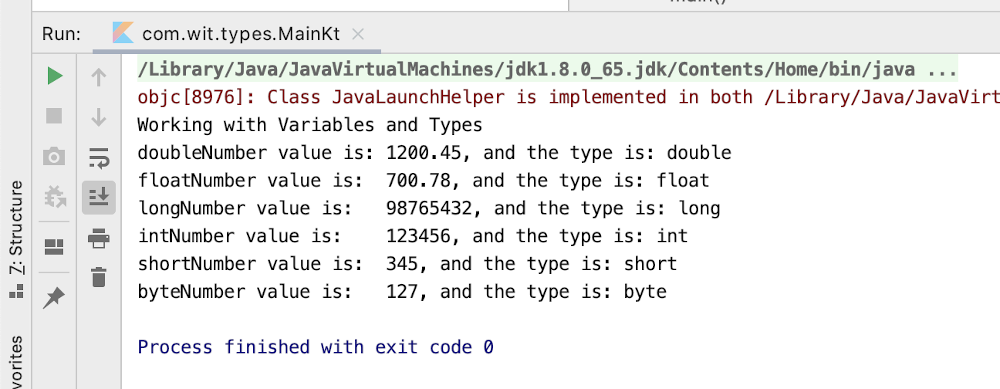 main()
Run: com.wit.types.MainKt
/Library/Java/JavaVirtualMachines/jdk1.8.0_65.jdk/Contents/Home/bin/java ...
objc[8976]: Class JavaLaunchHelper is implemented in both /Library/Java/JavaVirt
Working with Variables and Types
doubleNumber value is: 1200.45, and the type is: double
floatNumber value is:  700.78, and the type is: float
longNumber value is:   98765432, and the type is: long
intNumber value is:    123456, and the type is: int
shortNumber value is:  345, and the type is: short
byteNumber value is:   127, and the type is: byte
Process finished with exit code 0
7: Structure
vorites